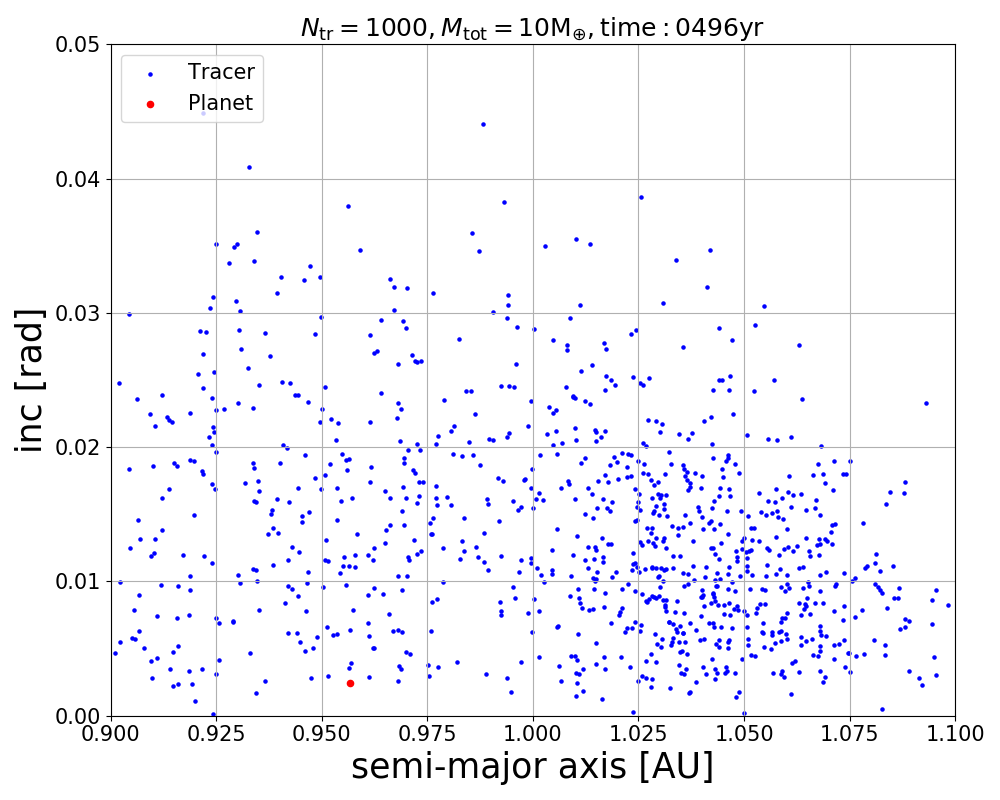 N_tr = 1000, M_tot = 10M_⊕, time : 0496yr
Tracer
Planet
0.05
0.04
0.03
0.02
0.01
0.00
inc [rad]
0.900 0.925 0.950 0.975 1.000 1.025 1.050 1.075 1.100
semi-major axis [AU]